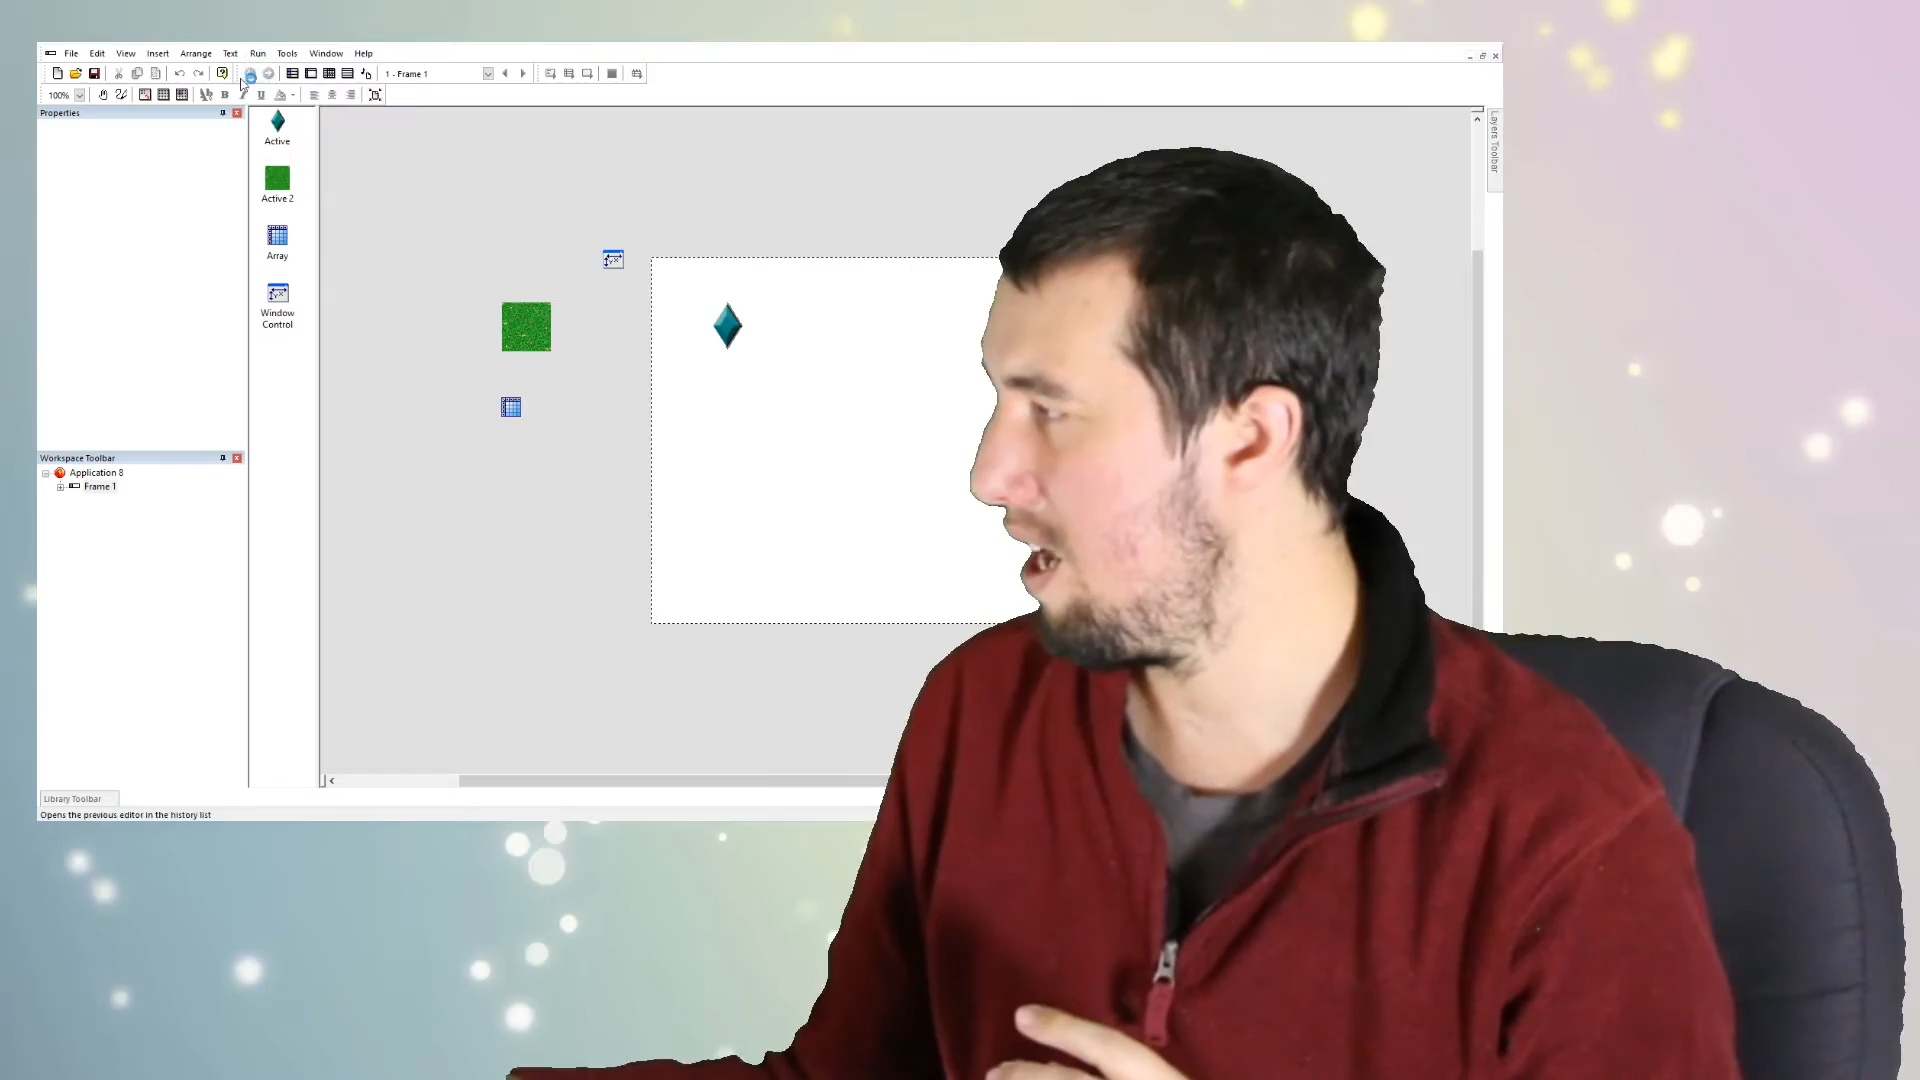 File Edit View Insert Arrange Text Run Tools Window Help
1 - Frame 1
100%
Properties
Active
Active 2
Array
Window
Control
Layers Toolbar
Workspace Toolbar
Application 8
Frame 1
Library Toolbar
Opens the previous editor in the history list